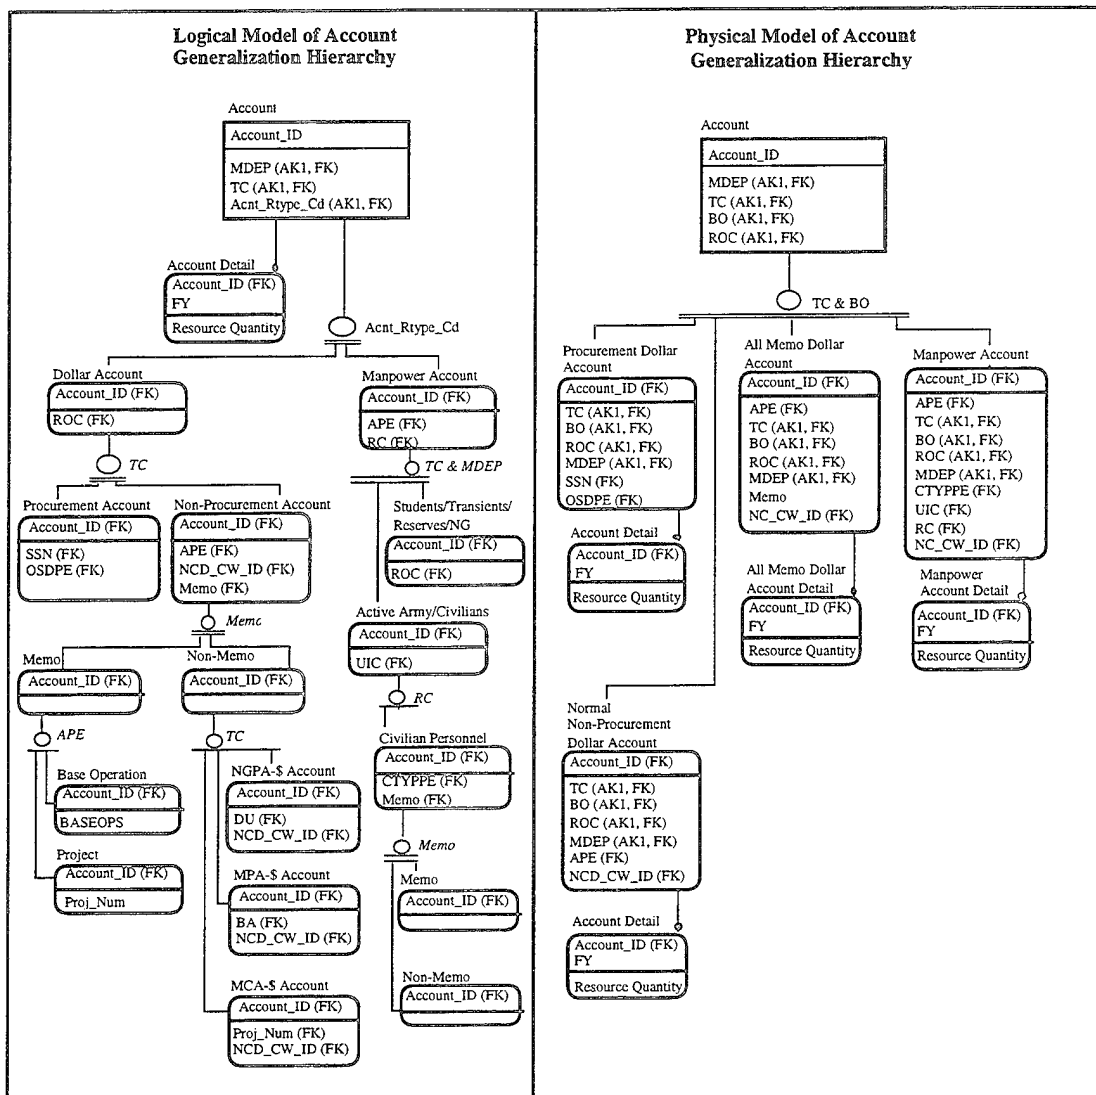 Logical Model of Account
Generalization Hierarchy
Account
Account_ID
MDEP (AK1, FK)
TC (AK1, FK)
Acnt_Rtype_Cd (AK1, FK)
Account Detail
Account_ID (FK)
FY
Resource Quantity
Acnt_Rtype_Cd
Dollar Account
Account_ID (FK)
ROC (FK)
TC
Manpower Account
Account_ID (FK)
APE (FK)
RC (FK)
TC & MDEP
Procurement Account
Account_ID (FK)
SSN (FK)
OSDPE (FK)
Non-Procurement Account
Account_ID (FK)
APE (FK)
NCD_CW_ID (FK)
Memo (FK)
Memo
Students/Transients/
Reserves/NG
Account_ID (FK)
ROC (FK)
Active Army/Civilians
Account_ID (FK)
UIC (FK)
RC
Memo
Account_ID (FK)
APE
Non-Memo
Account_ID (FK)
TC
Base Operation
Account_ID (FK)
BASEOPS
Project
Account_ID (FK)
Proj_Num
NGPA-$ Account
Account_ID (FK)
DU (FK)
NCD_CW_ID (FK)
MPA-$ Account
Account_ID (FK)
BA (FK)
NCD_CW_ID (FK)
MCA-$ Account
Account_ID (FK)
Proj_Num (FK)
NCD_CW_ID (FK)
Civilian Personnel
Account_ID (FK)
CTYPPE (FK)
Memo (FK)
Memo
Memo
Account_ID (FK)
Non-Memo
Account_ID (FK)
Physical Model of Account
Generalization Hierarchy
Account
Account_ID
MDEP (AK1, FK)
TC (AK1, FK)
BO (AK1, FK)
ROC (AK1, FK)
TC & BO
Procurement Dollar
Account
Account_ID (FK)
TC (AK1, FK)
BO (AK1, FK)
ROC (AK1, FK)
MDEP (AK1, FK)
SSN (FK)
OSDPE (FK)
Account Detail
Account_ID (FK)
FY
Resource Quantity
All Memo Dollar
Account
Account_ID (FK)
APE (FK)
TC (AK1, FK)
BO (AK1, FK)
ROC (AK1, FK)
MDEP (AK1, FK)
Memo
NC_CW_ID (FK)
All Memo Dollar
Account Detail
Account_ID (FK)
FY
Resource Quantity
Manpower Account
Account_ID (FK)
APE (FK)
TC (AK1, FK)
BO (AK1, FK)
ROC (AK1, FK)
MDEP (AK1, FK)
CTYPPE (FK)
UIC (FK)
RC (FK)
NC_CW_ID (FK)
Manpower
Account Detail
Account_ID (FK)
FY
Resource Quantity
Normal
Non-Procurement
Dollar Account
Account_ID (FK)
TC (AK1, FK)
BO (AK1, FK)
ROC (AK1, FK)
MDEP (AK1, FK)
APE (FK)
NCD_CW_ID (FK)
Account Detail
Account_ID (FK)
FY
Resource Quantity